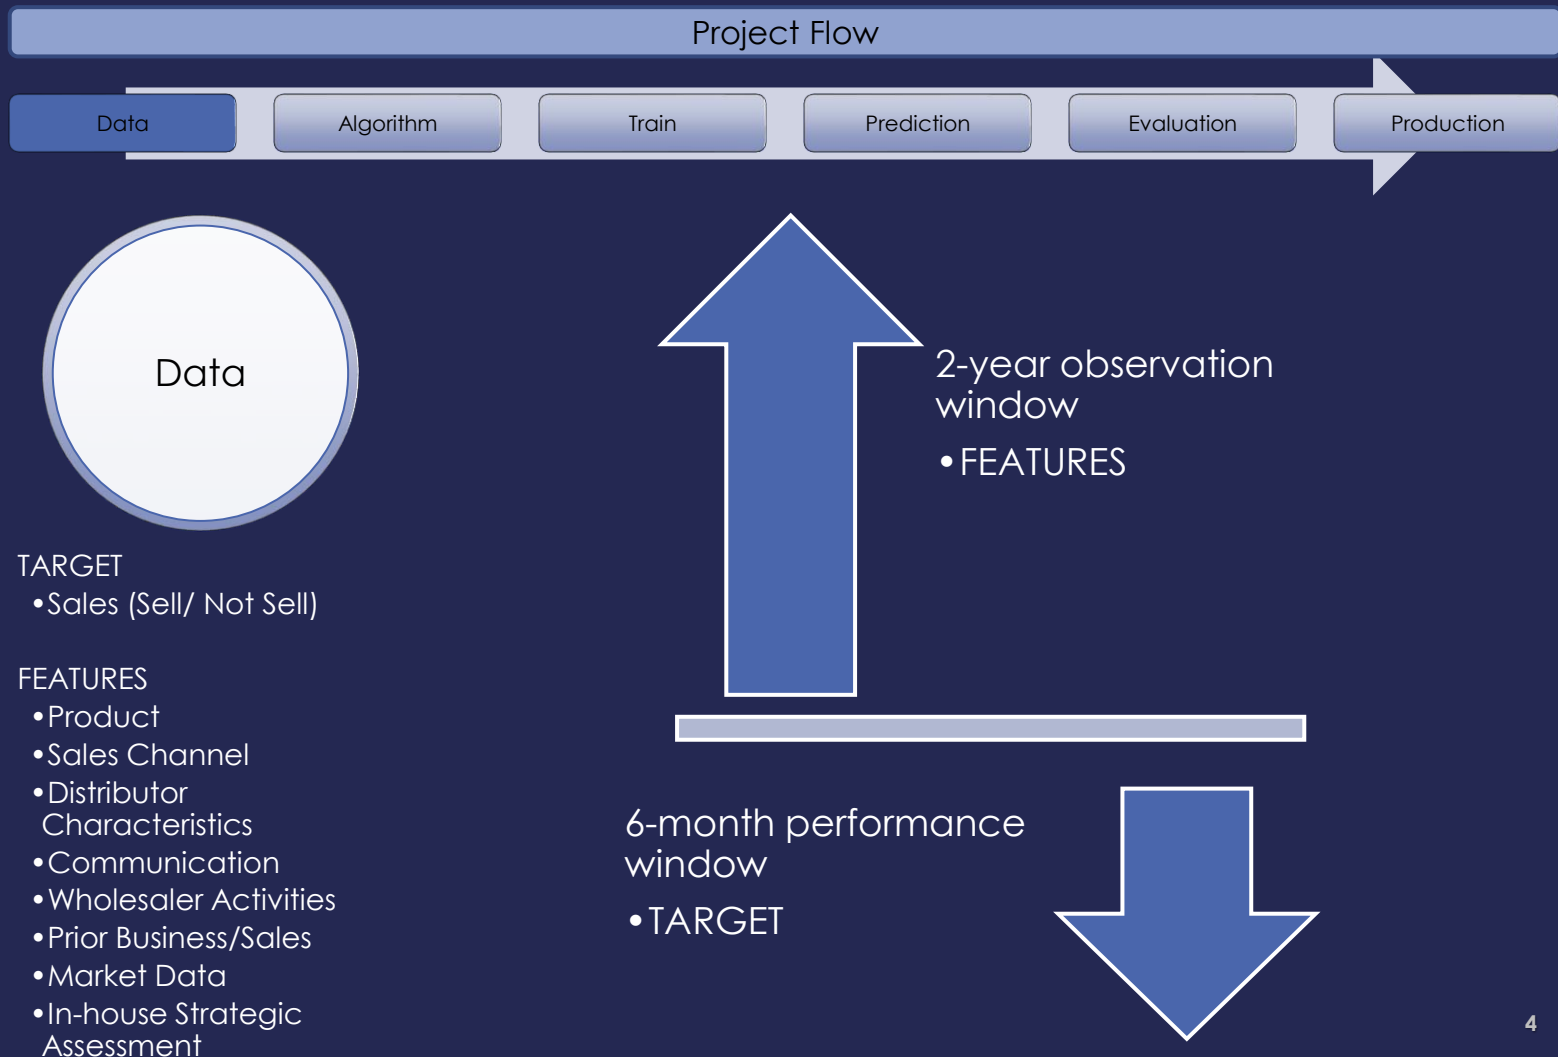 Project Flow
Data
Algorithm
Train
Prediction
Evaluation
Production
Data
TARGET
•Sales (Sell/ Not Sell)
FEATURES
•Product
•Sales Channel
•Distributor
Characteristics
•Communication
•Wholesaler Activities
•Prior Business/Sales
•Market Data
•In-house Strategic
Assessment
2-year observation
window
•FEATURES
6-month performance
window
•TARGET
4